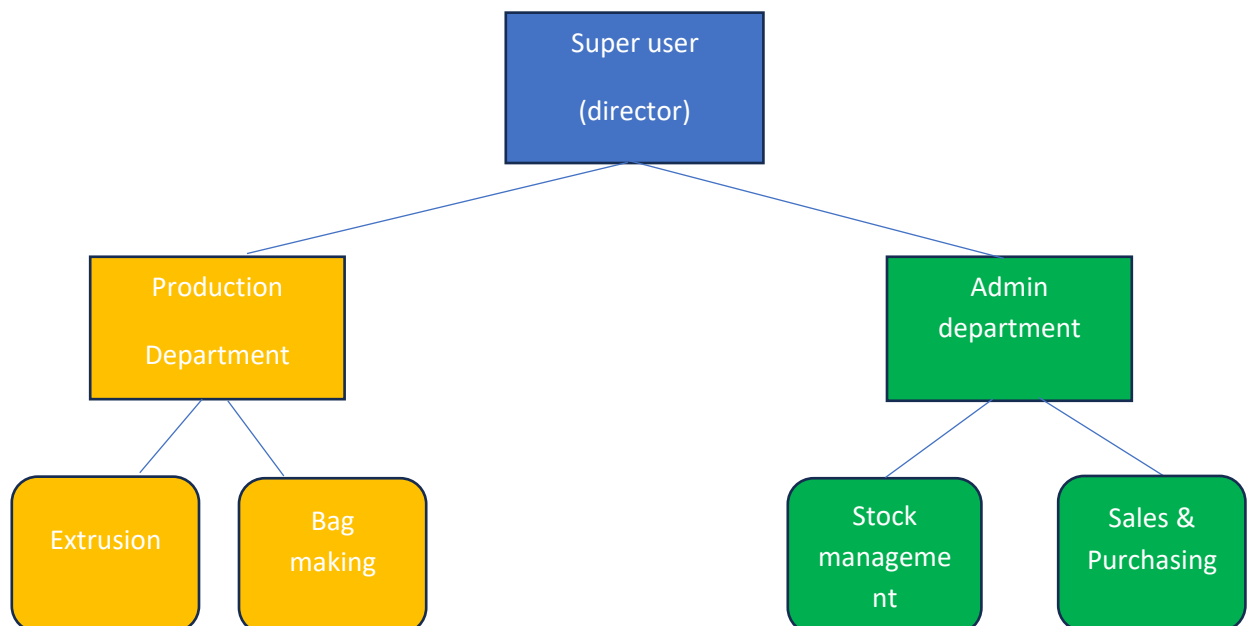 Super user
(director)
Production
Department
Admin
department
Extrusion
Bag
making
Stock
manageme
nt
Sales &
Purchasing